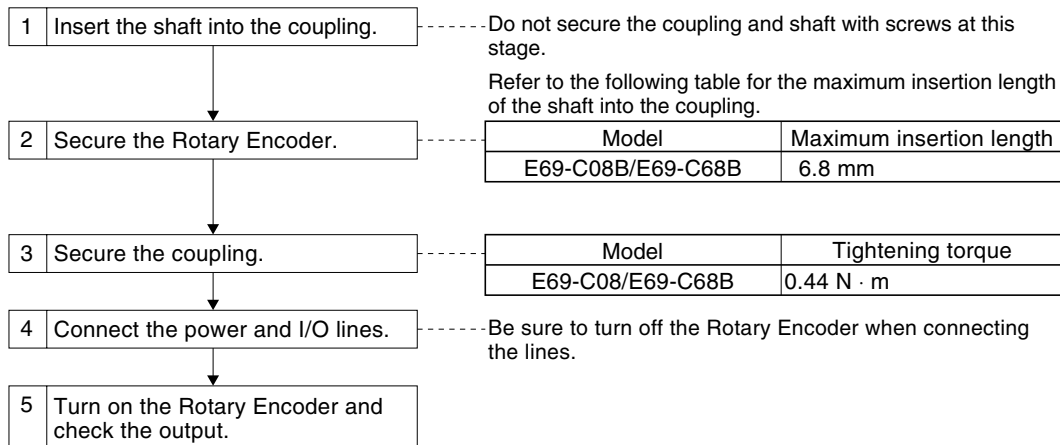 1 Insert the shaft into the coupling.
Do not secure the coupling and shaft with screws at this
stage.
Refer to the following table for the maximum insertion length
of the shaft into the coupling.
2 Secure the Rotary Encoder.
Model Maximum insertion length
E69-C08B/E69-C68B 6.8 mm
3 Secure the coupling.
Model Tightening torque
E69-C08/E69-C68B 0.44 N · m
4 Connect the power and I/O lines.
Be sure to turn off the Rotary Encoder when connecting
the lines.
5 Turn on the Rotary Encoder and
check the output.